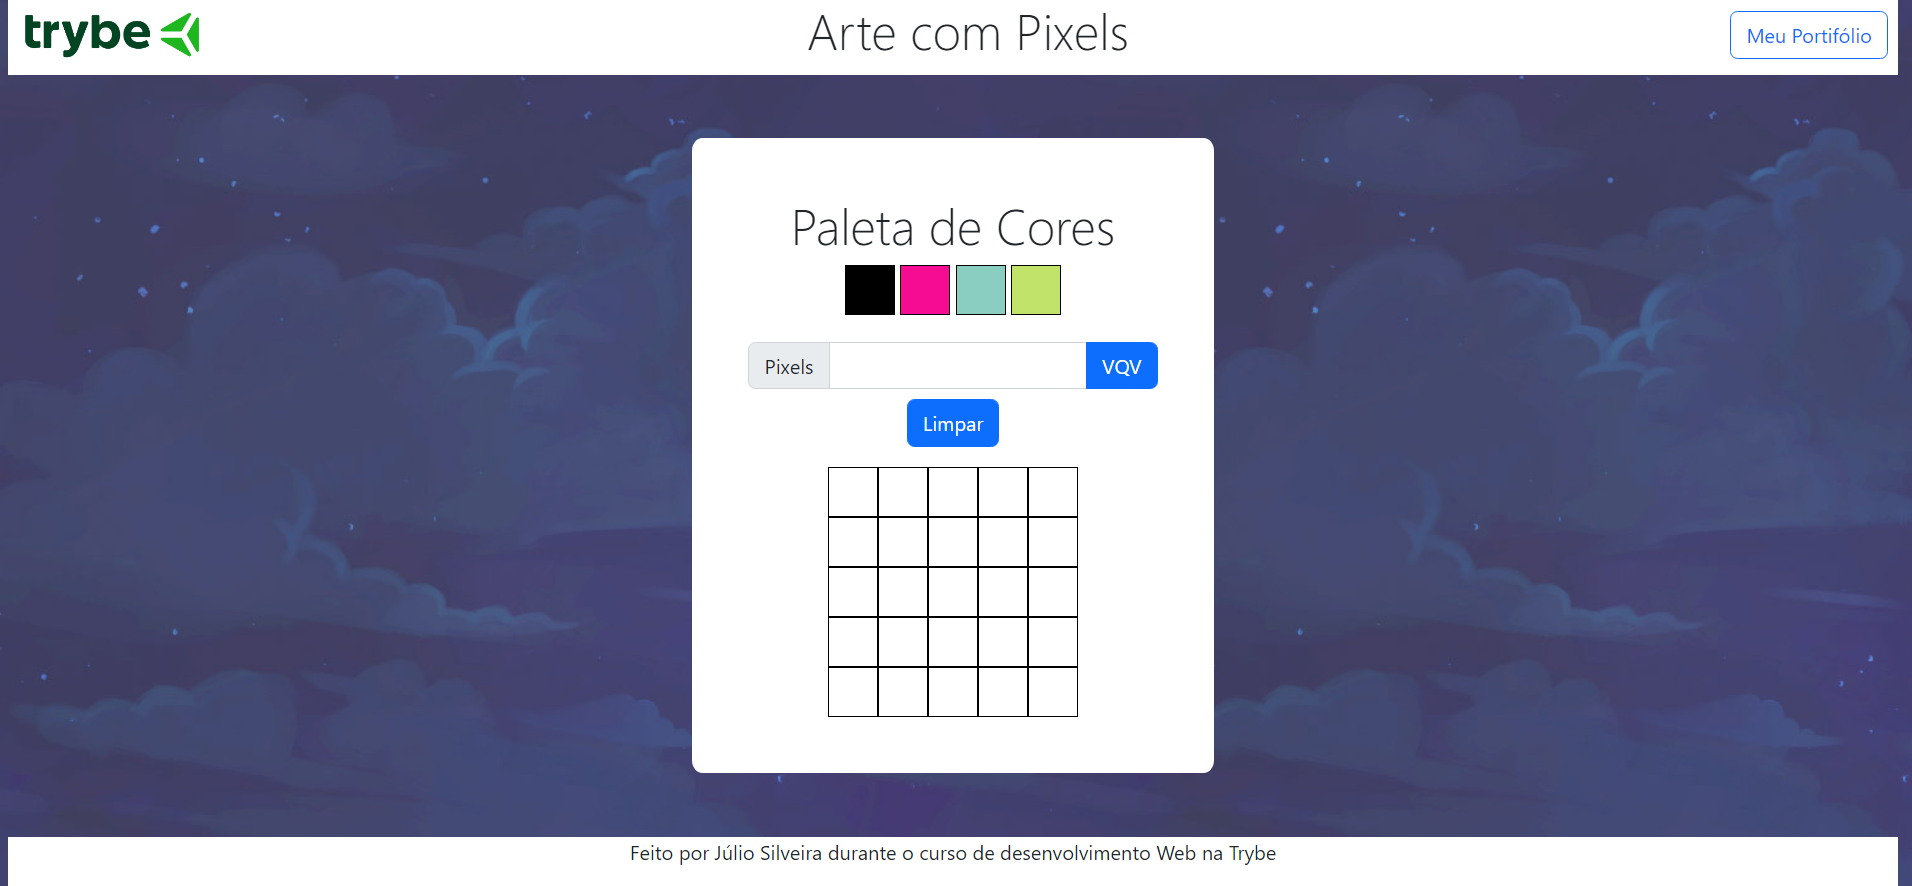 trybe
Arte com Pixels
Meu Portifólio
Paleta de Cores
Pixels
VQV
Limpar
Feito por Júlio Silveira durante o curso de desenvolvimento Web na Trybe